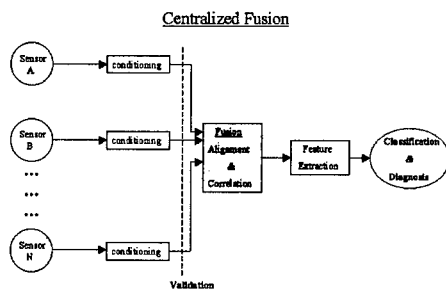 Centralized Fusion
Sensor
A
conditioning
Sensor
B
conditioning
Fusion
Alignment
&
Correlation
Feature
Extraction
Classification
&
Diagnosis
...
...
Sensor
N
conditioning
Validation